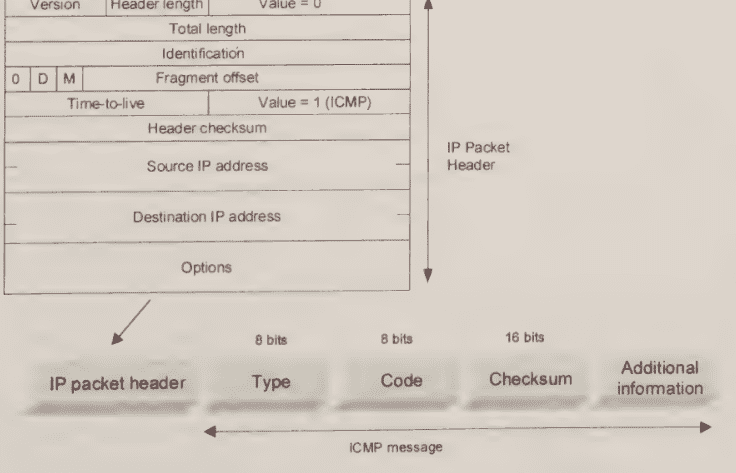 Version Header length Value = 0
Total length
Identification
0 D M Fragment offset
Time-to-live Value = 1 (ICMP)
Header checksum
Source IP address
IP Packet
Header
Destination IP address
Options
8 bits 8 bits 16 bits
IP packet header Type Code Checksum Additional
information
ICMP message